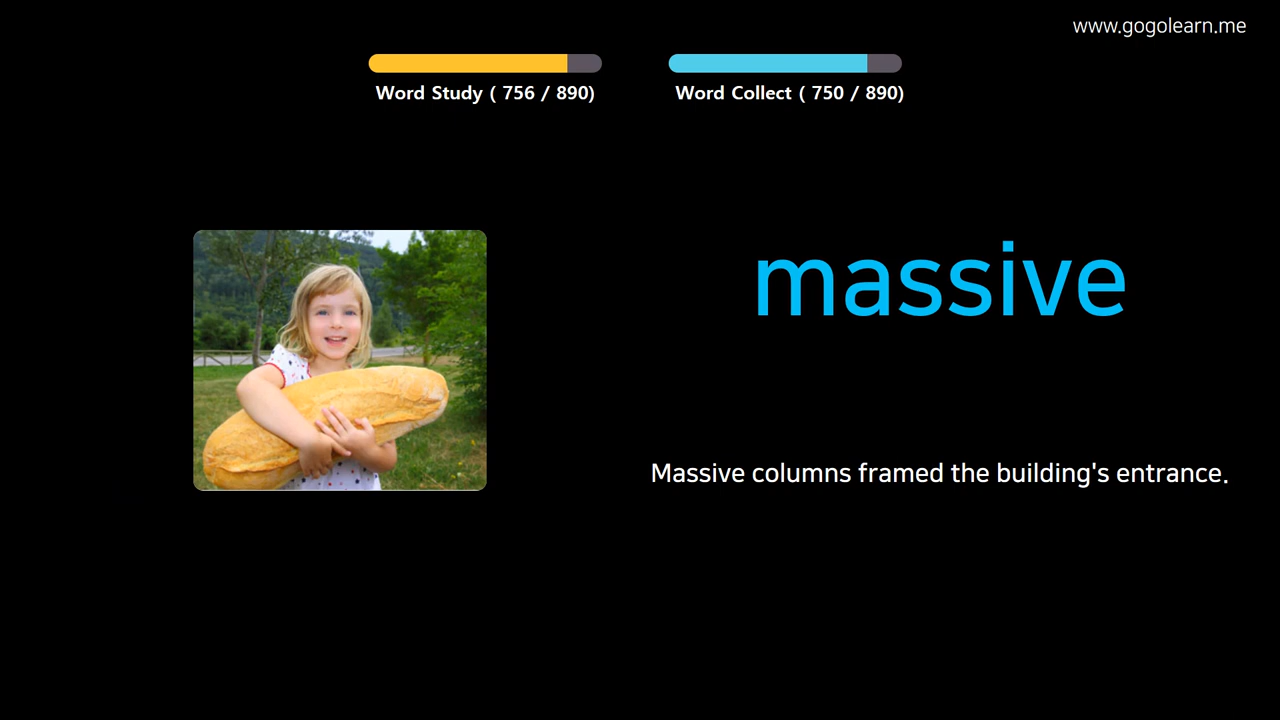 www.gogolearn.me
Word Study ( 756 / 890)
Word Collect ( 750 / 890)
massive
Massive columns framed the building's entrance.